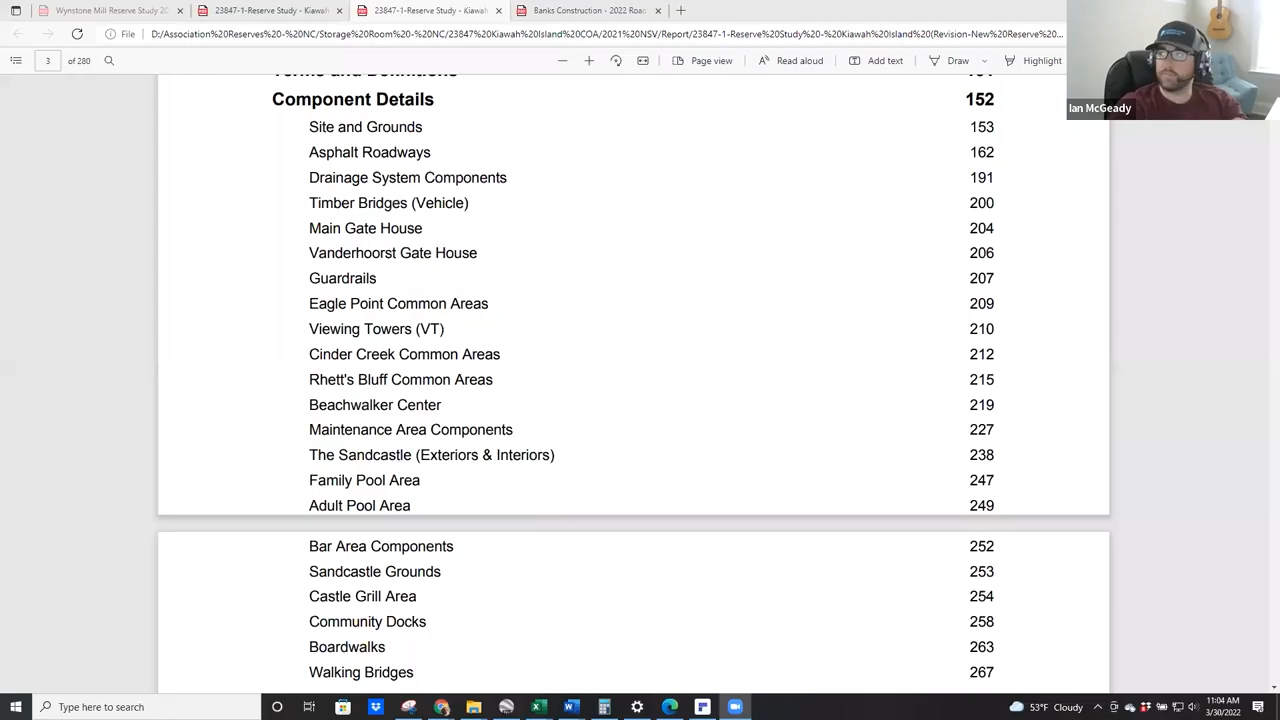 Wynstone Mill Reserve Study 20
23847-1-Reserve Study - Kiawah
23847-1-Reserve Study - Kiawah
Banks Construction - 2022 Road
File
D:/Association%20Reserves%20-%20NC/Storage%20Room%20-%20NC/23847%20Kiawah%20Island%20COA/2021%20NSV/Report/23847-1-Reserve%20Study%20-%20Kiawah%20Island%20(Revision-New%20Reserve%20...
3 of 280
Page view
Read aloud
Add text
Draw
Highlight
Ian McGeady
Terms and Definitions
Component Details 152
Site and Grounds 153
Asphalt Roadways 162
Drainage System Components 191
Timber Bridges (Vehicle) 200
Main Gate House 204
Vanderhoorst Gate House 206
Guardrails 207
Eagle Point Common Areas 209
Viewing Towers (VT) 210
Cinder Creek Common Areas 212
Rhett's Bluff Common Areas 215
Beachwalker Center 219
Maintenance Area Components 227
The Sandcastle (Exteriors & Interiors) 238
Family Pool Area 247
Adult Pool Area 249
Bar Area Components 252
Sandcastle Grounds 253
Castle Grill Area 254
Community Docks 258
Boardwalks 263
Walking Bridges 267
Type here to search
53°F Cloudy
11:04 AM
3/30/2022